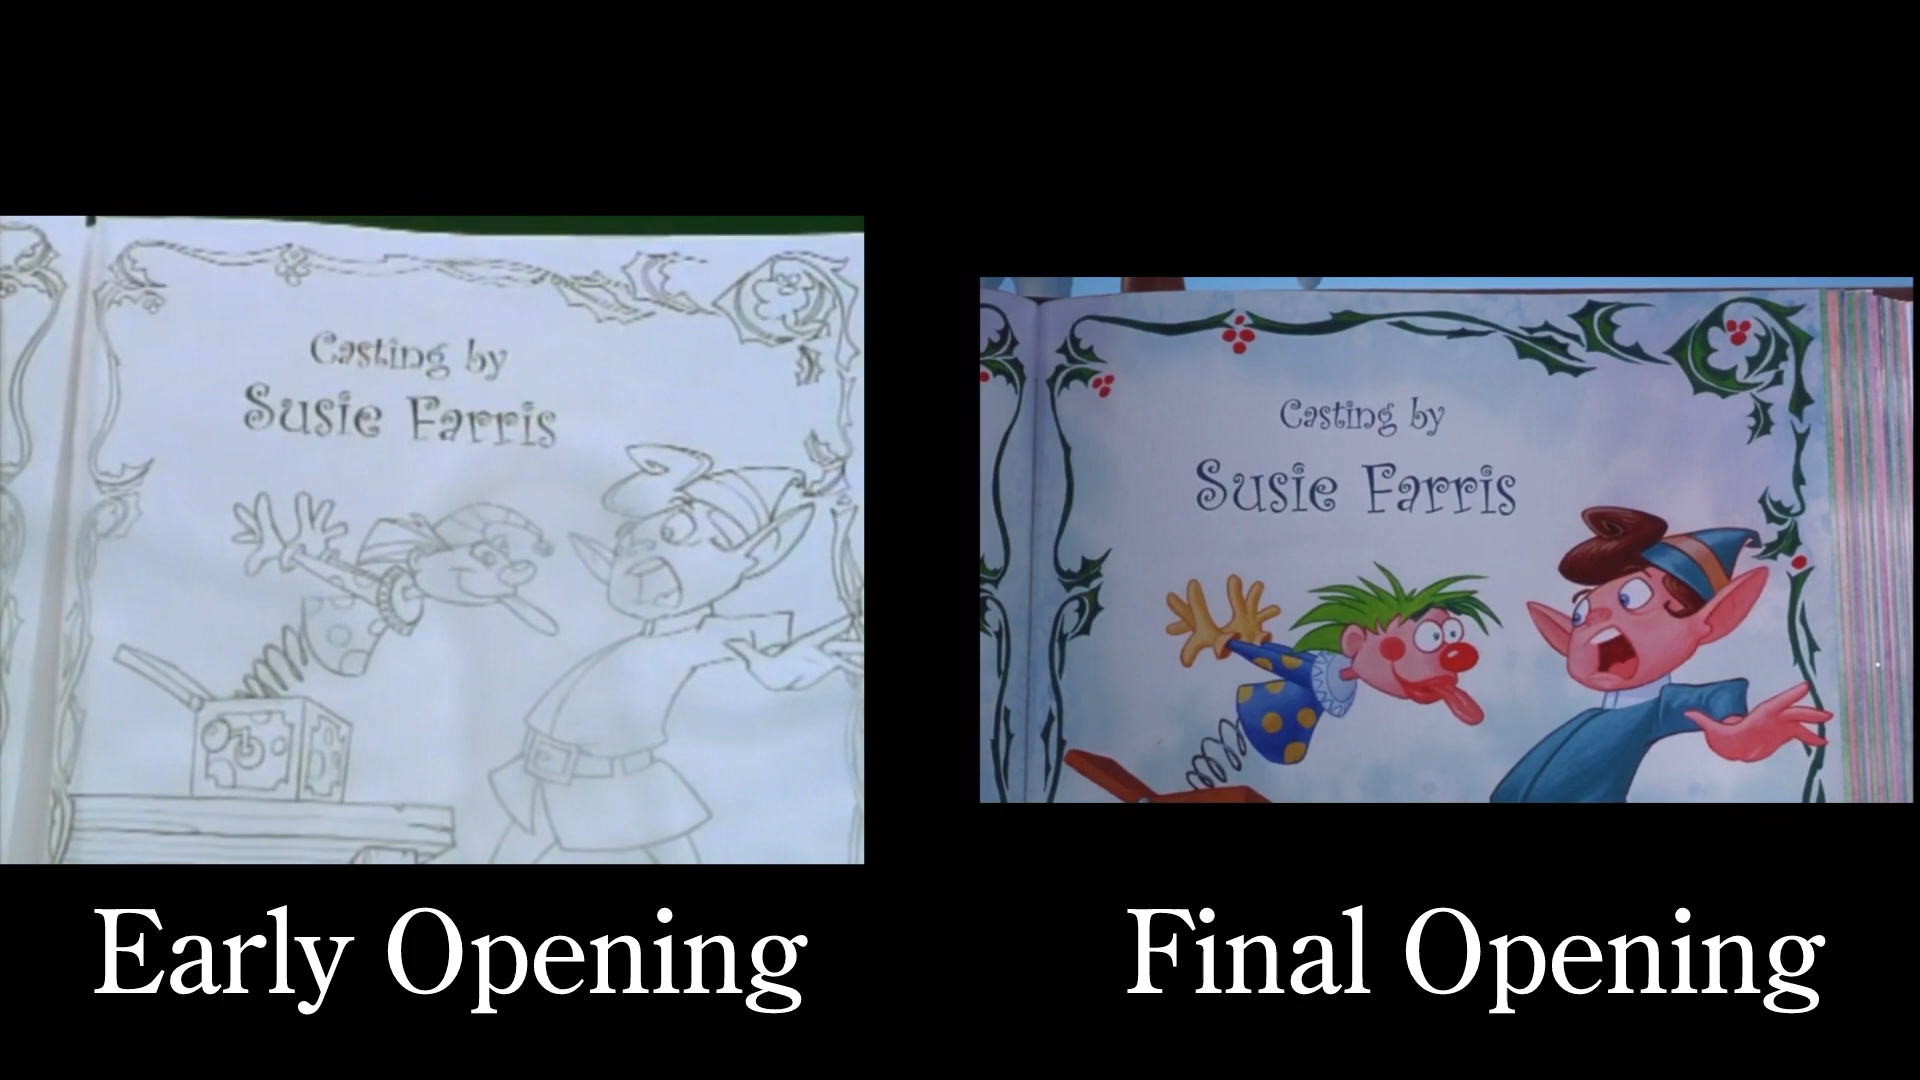 Casting by
Susie Farris
Casting by
Susie Farris
Early Opening
Final Opening